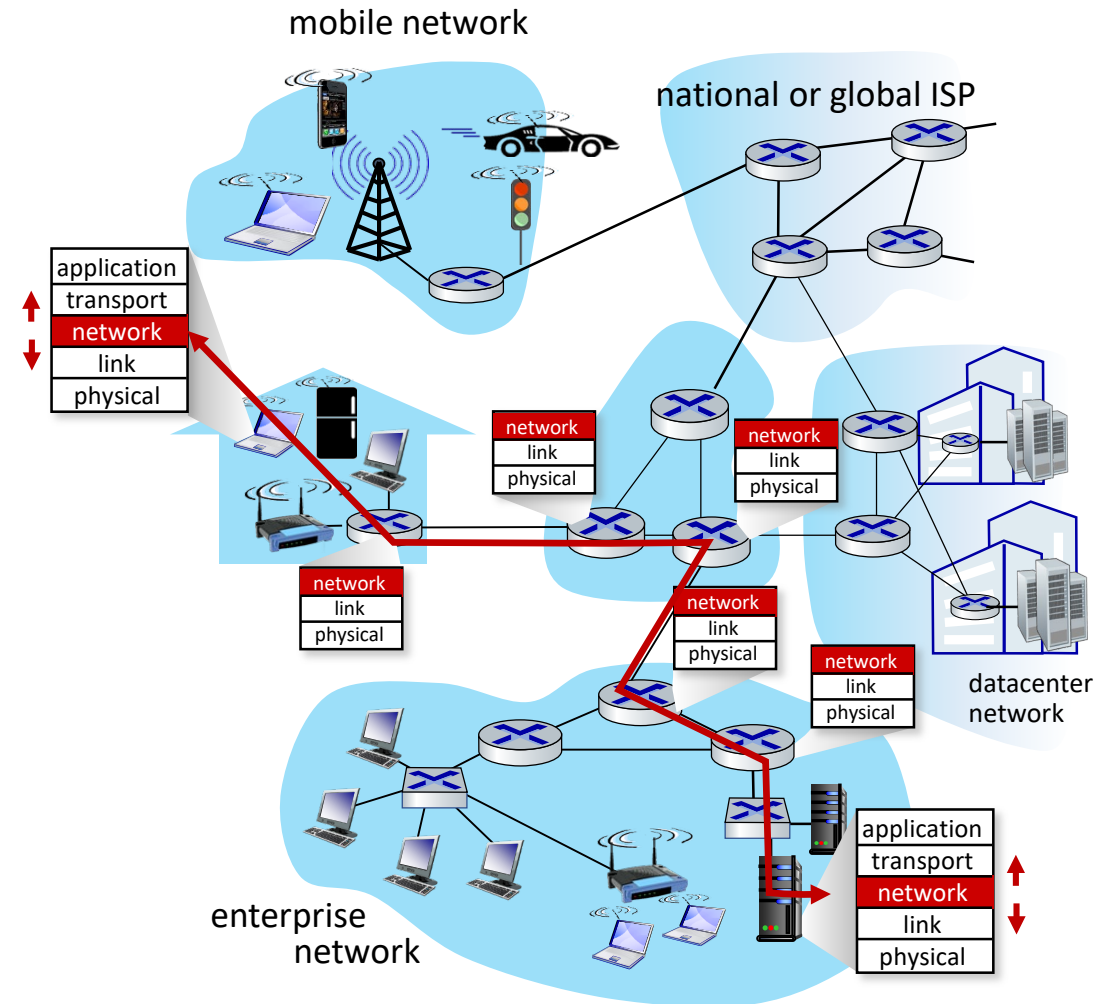 mobile network
national or global ISP
application
transport
network
link
physical
network
link
physical
network
link
physical
network
link
physical
network
link
physical
network
link
physical
datacenter
network
application
transport
network
link
physical
enterprise
network